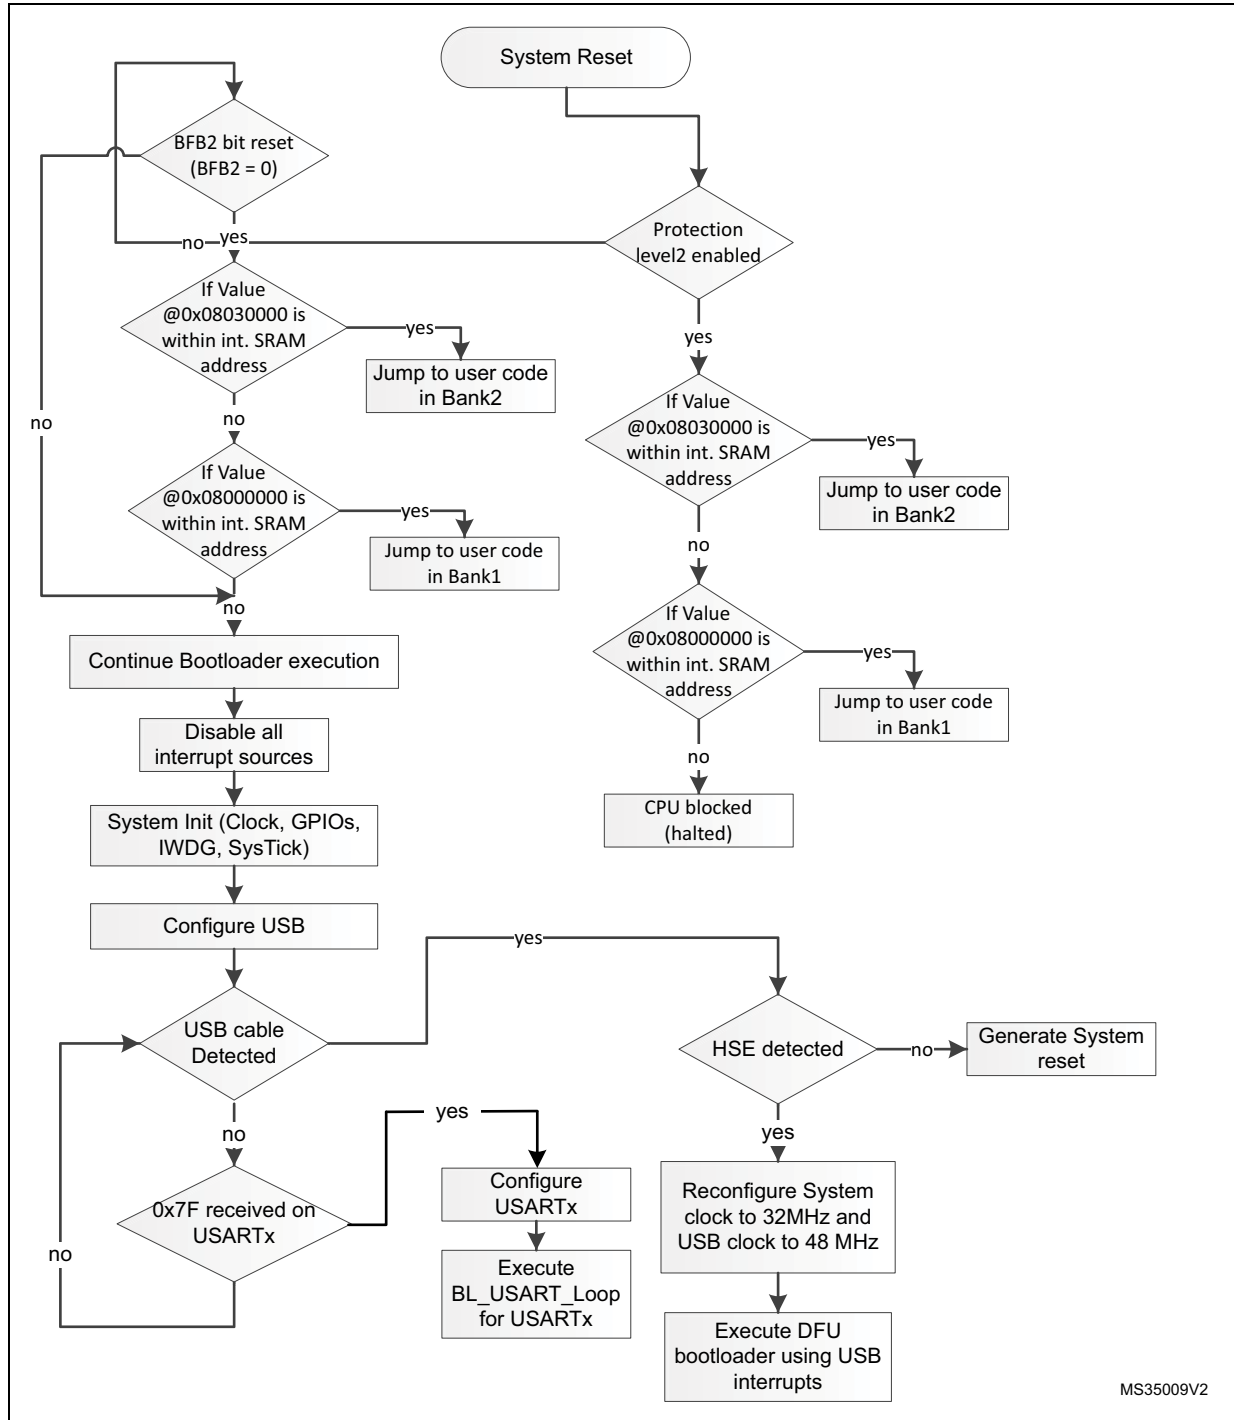 System Reset
BFB2 bit reset
(BFB2 = 0)
Protection
level2 enabled
no
yes
If Value
@0x08030000 is
within int. SRAM
address
yes
Jump to user code
in Bank2
yes
no
no
If Value
@0x08030000 is
within int. SRAM
address
yes
Jump to user code
in Bank2
If Value
@0x08000000 is
within int. SRAM
address
yes
Jump to user code
in Bank1
no
no
If Value
@0x08000000 is
within int. SRAM
address
yes
Jump to user code
in Bank1
no
CPU blocked
(halted)
Continue Bootloader execution
Disable all
interrupt sources
System Init (Clock, GPIOs,
IWDG, SysTick)
Configure USB
yes
USB cable
Detected
HSE detected
no
Generate System
reset
no
yes
yes
0x7F received on
USARTx
no
Configure
USARTx
Execute
BL_USART_Loop
for USARTx
Reconfigure System
clock to 32MHz and
USB clock to 48 MHz
Execute DFU
bootloader using USB
interrupts
MS35009V2